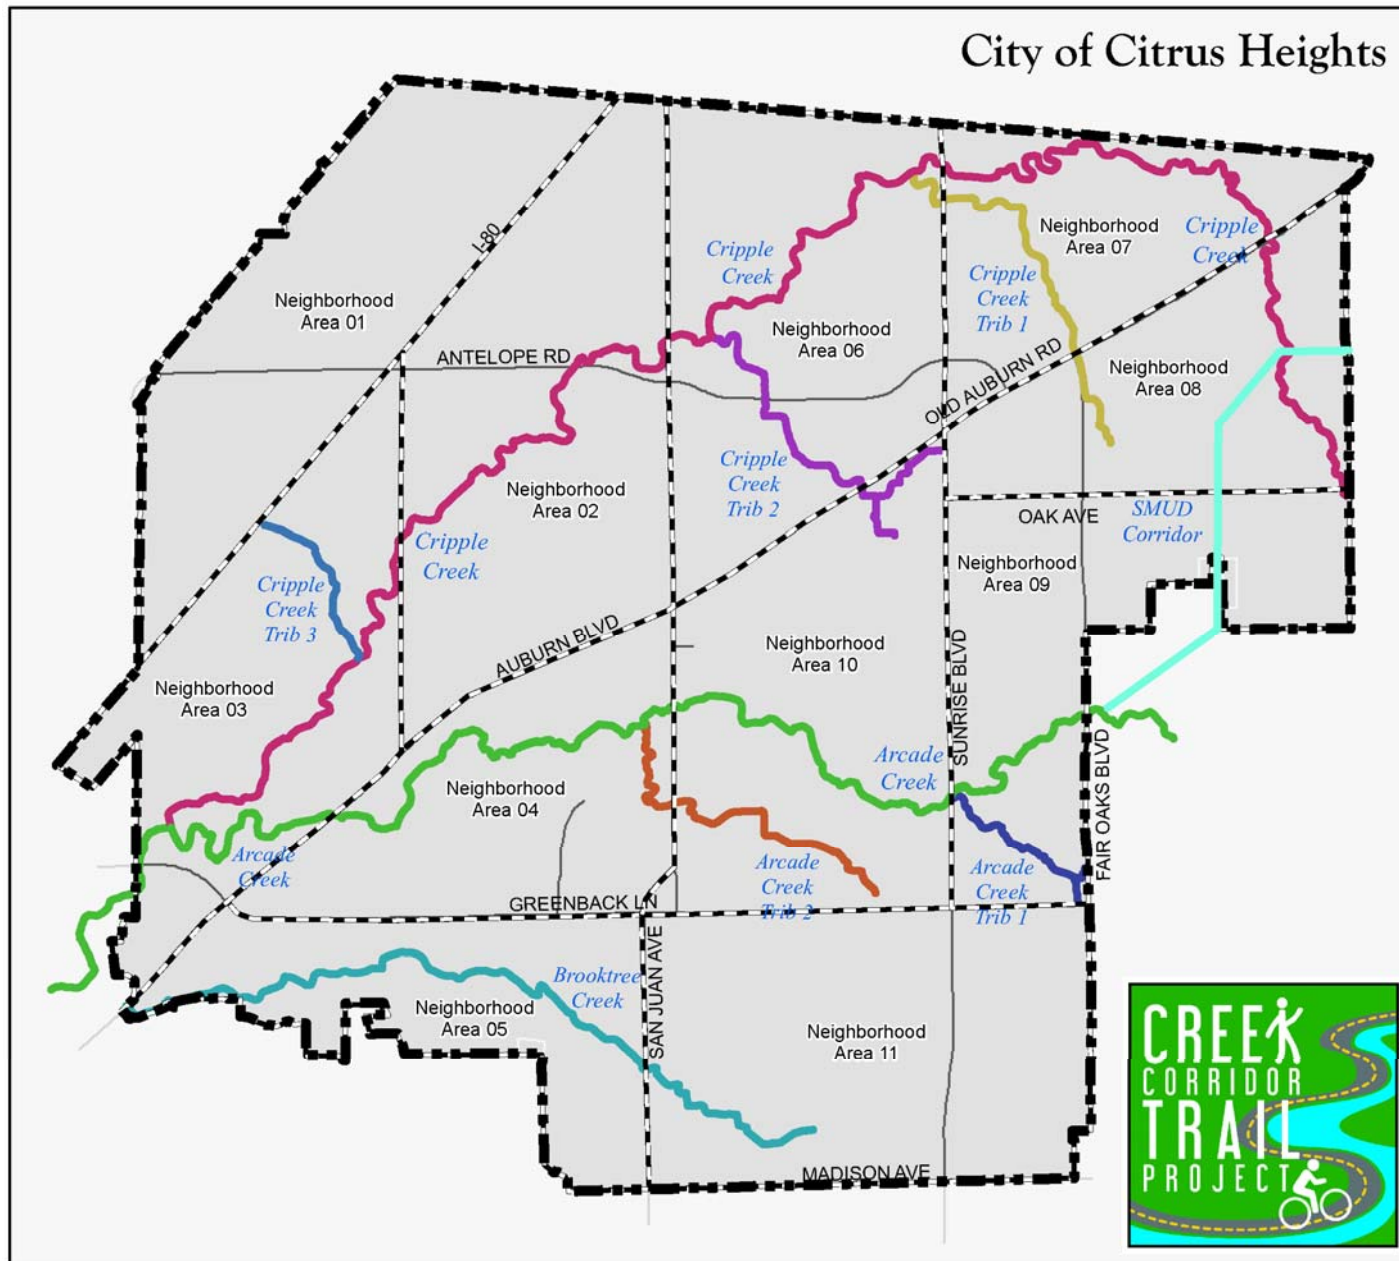 City of Citrus Heights
I-80
Neighborhood
Area 01
ANTELOPE RD
Cripple
Creek
Neighborhood
Area 06
Cripple
Creek
Trib 1
Neighborhood
Area 07
Cripple
Creek
OLD AUBURN RD
Neighborhood
Area 08
Neighborhood
Area 02
Cripple
Creek
Trib 2
Cripple
Creek
OAK AVE
SMUD
Corridor
Neighborhood
Area 09
Cripple
Creek
Trib 3
AUBURN BLVD
Neighborhood
Area 10
SUNRISE BLVD
Neighborhood
Area 03
Arcade
Creek
FAIR OAKS BLVD
Neighborhood
Area 04
Arcade
Creek
Arcade
Creek
Trib 2
Arcade
Creek
Trib 1
GREENBACK LN
SAN JUAN AVE
Brooktree
Creek
Neighborhood
Area 05
Neighborhood
Area 11
MADISON AVE
CREEK
CORRIDOR
TRAIL
PROJECT